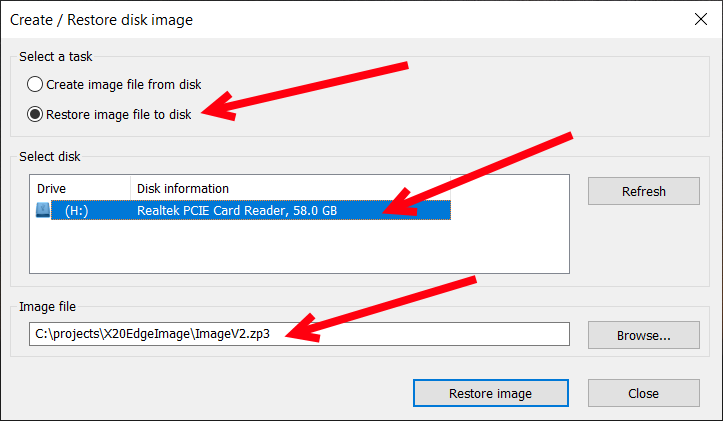 Create / Restore disk image
Select a task
Create image file from disk
Restore image file to disk
Select disk
Drive Disk information
(H:) Realtek PCIE Card Reader, 58.0 GB
Refresh
Image file
C:\projects\X20EdgeImage\ImageV2.zp3
Browse...
Restore image Close